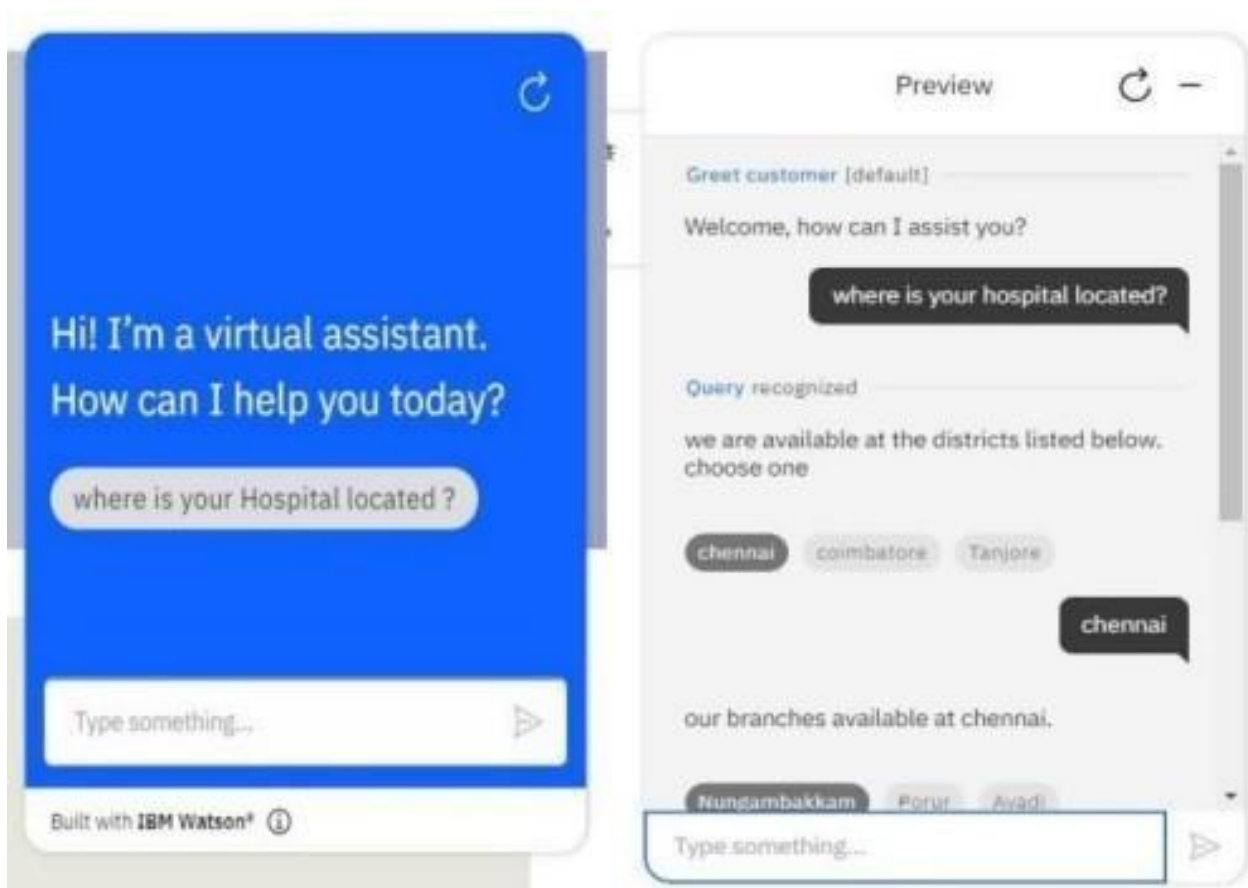 Hi! I'm a virtual assistant.
How can I help you today?
where is your Hospital located ?
Type something...
Built with IBM Watson®
Preview
Greet customer [default]
Welcome, how can I assist you?
where is your hospital located?
Query recognized
we are available at the districts listed below.
choose one
chennai coimbatore Tanjore
chennai
our branches available at chennai.
Nungambakkam Porur Avadi
Type something...